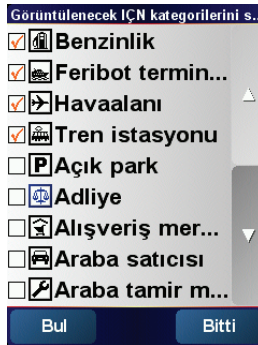 Görüntülenecek IÇN kategorilerini s..
Benzinlik
Feribot termin...
Havaalanı
Tren istasyonu
P Açık park
Adliye
Alışveriş mer...
Araba satıcısı
Araba tamir m...
Bul
Bitti